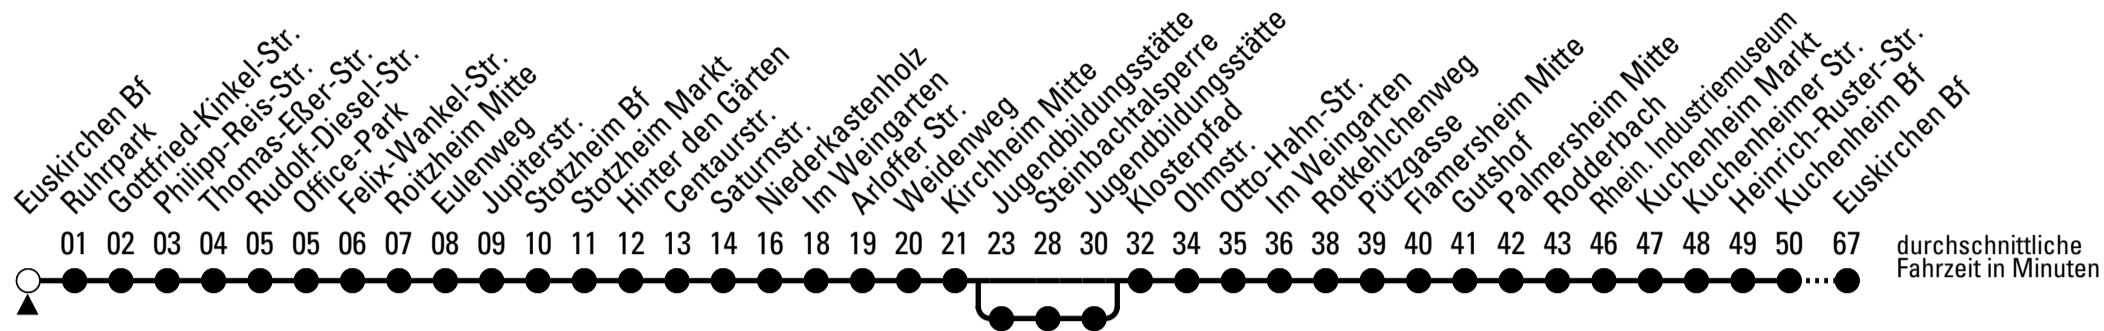 Euskirchen Bf
Ruhrpark
Gottfried-Kinkel-Str.
Philipp-Reis-Str.
Thomas-Eßer-Str.
Rudolf-Diesel-Str.
Office-Park
Felix-Wankel-Str.
Roitzheim Mitte
Eulenweg
Jupiterstr.
Stotzheim Bf
Stotzheim Markt
Hinter den Gärten
Centaurstr.
Saturnstr.
Niederkastenholz
Im Weingarten
Arloffer Str.
Weidenweg
Kirchheim Mitte
Jugendbildungsstätte
Steinbachtalsperre
Jugendbildungsstätte
Klosterpfad
Ohmstr.
Otto-Hahn-Str.
Im Weingarten
Rotkehlchenweg
Pützgasse
Flamersheim Mitte
Gutshof
Palmersheim Mitte
Rodderbach
Rhein. Industriemuseum
Kuchenheim Markt
Kuchenheimer Str.
Heinrich-Ruster-Str.
Kuchenheim Bf
Euskirchen Bf
01 02 03 04 05 05 06 07 08 09 10 11 12 13 14 16 18 19 20 21 23 28 30 32 34 35 36 38 39 40 41 42 43 46 47 48 49 50 67
durchschnittliche
Fahrzeit in Minuten